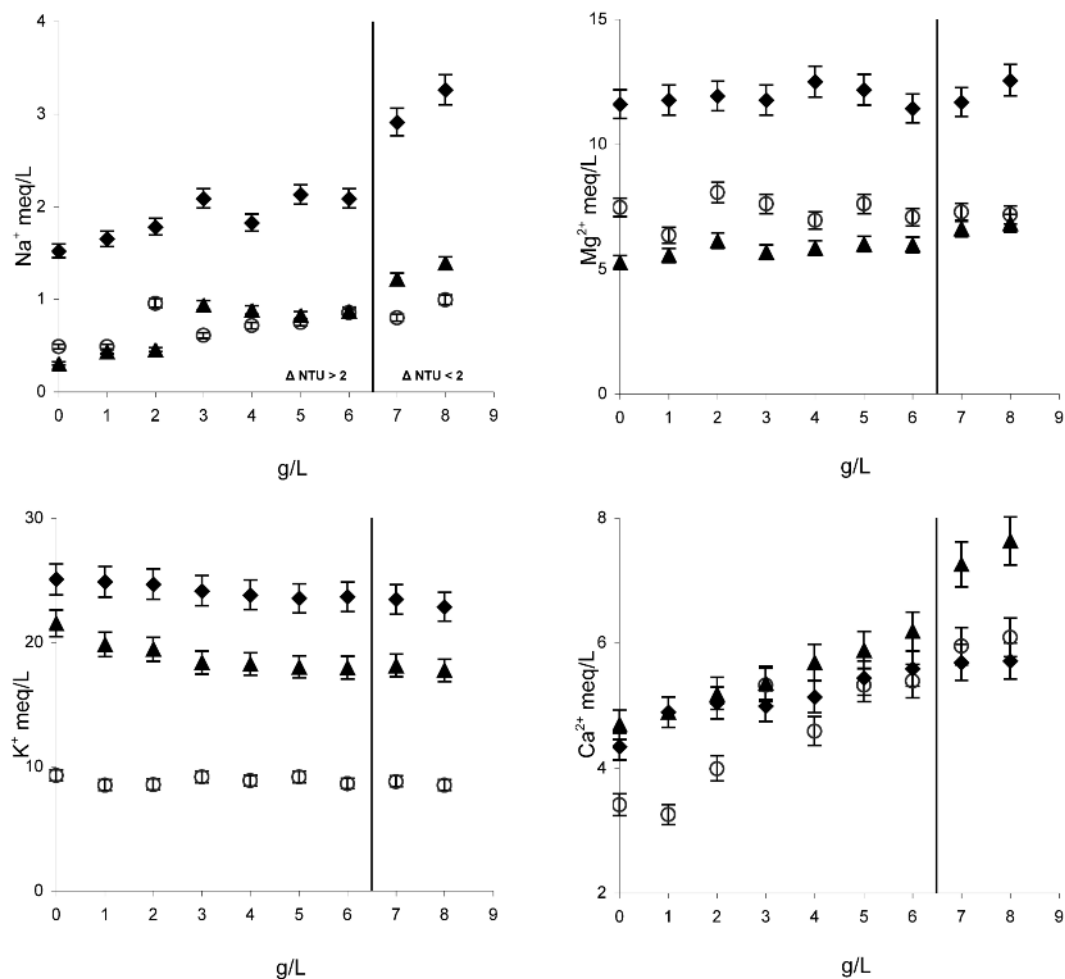 4
3
2
1
0
Na⁺ meq/L
Δ NTU > 2
Δ NTU < 2
0 1 2 3 4 5 6 7 8 9
g/L
15
10
5
0
Mg²⁺ meq/L
0 1 2 3 4 5 6 7 8 9
g/L
30
20
10
0
K⁺ meq/L
0 1 2 3 4 5 6 7 8 9
g/L
8
6
4
2
Ca²⁺ meq/L
0 1 2 3 4 5 6 7 8 9
g/L